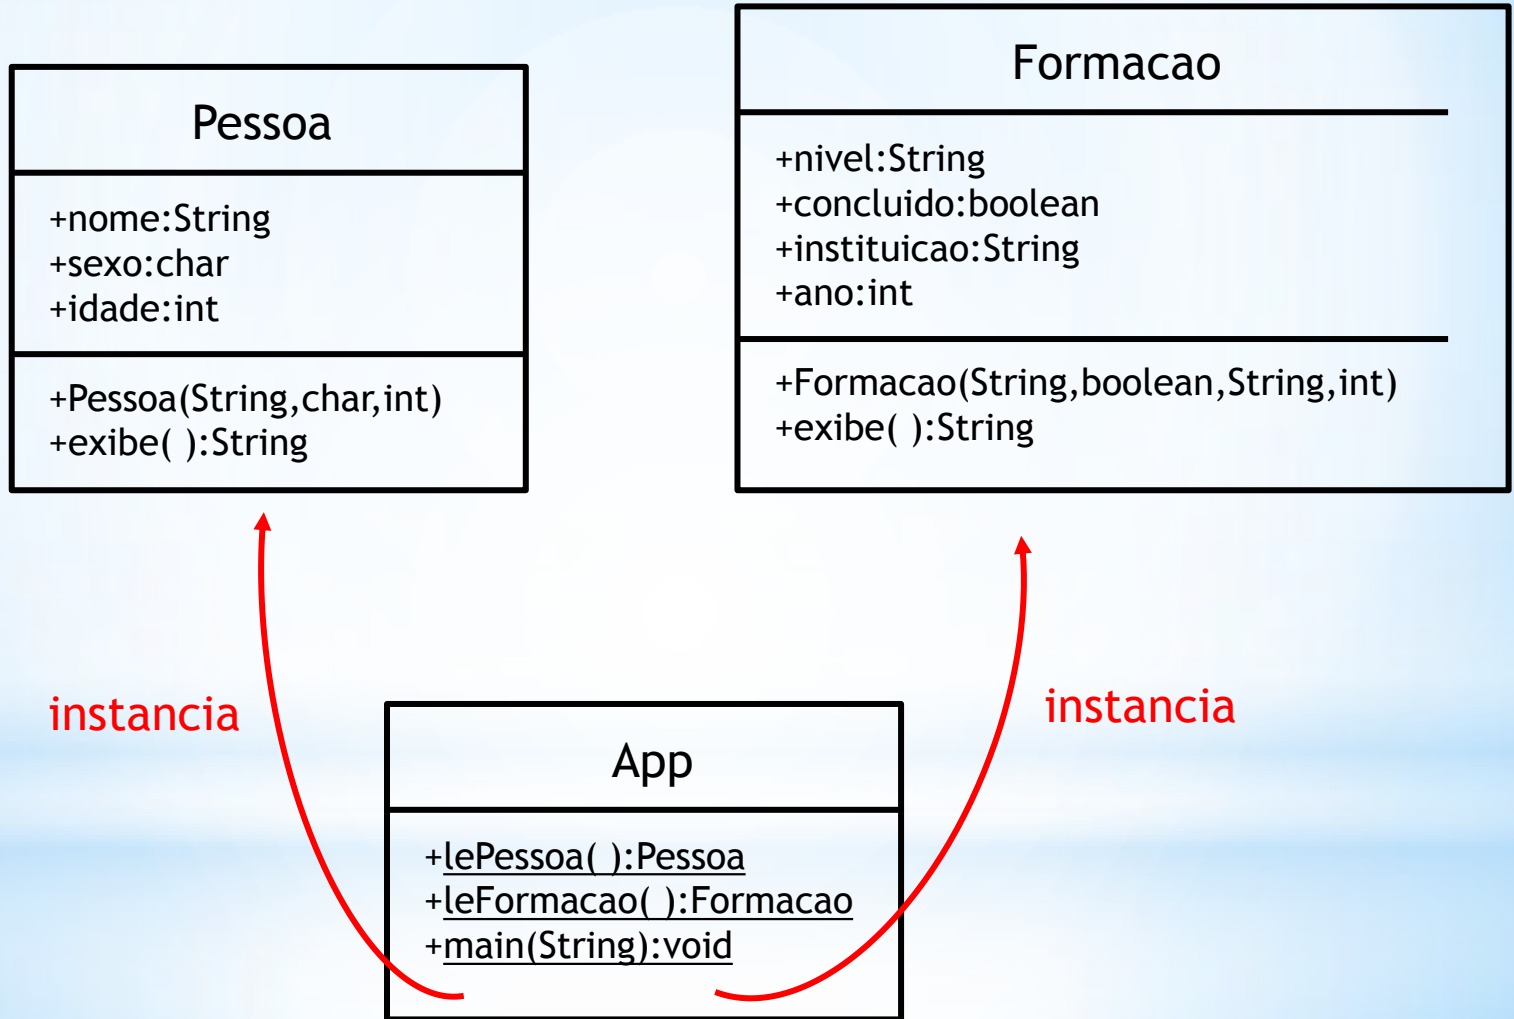 Pessoa
+nome:String
+sexo:char
+idade:int
+Pessoa(String,char,int)
+exibe( ):String
Formacao
+nivel:String
+concluido:boolean
+instituicao:String
+ano:int
+Formacao(String,boolean,String,int)
+exibe( ):String
instancia
instancia
App
+lePessoa( ):Pessoa
+leFormacao( ):Formacao
+main(String):void